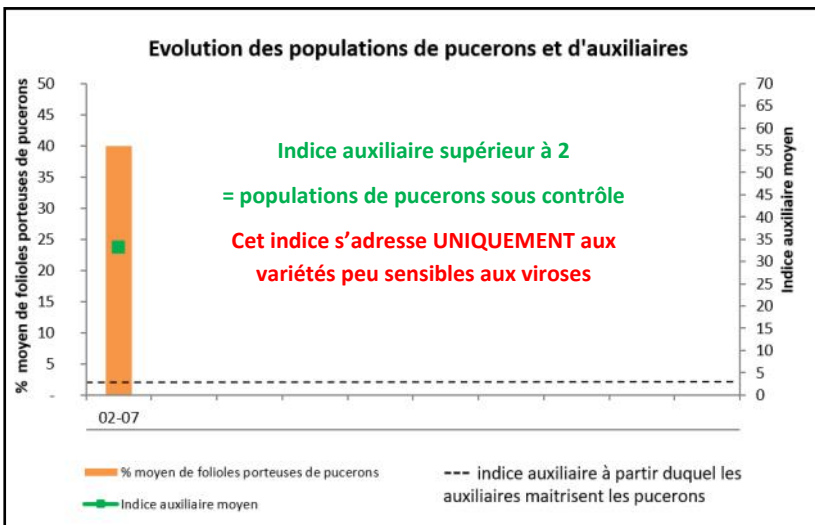 Evolution des populations de pucerons et d'auxiliaires
% moyen de folioles porteuses de pucerons
50
45
40
35
30
25
20
15
10
5
-
Indice auxiliaire supérieur à 2
= populations de pucerons sous contrôle
Cet indice s’adresse UNIQUEMENT aux
variétés peu sensibles aux viroses
70
65
60
55
50
45
40
35
30
25
20
15
10
5
0
Indice auxiliaire moyen
02-07
% moyen de folioles porteuses de pucerons
Indice auxiliaire moyen
--- indice auxiliaire à partir duquel les
auxiliaires maitrisent les pucerons